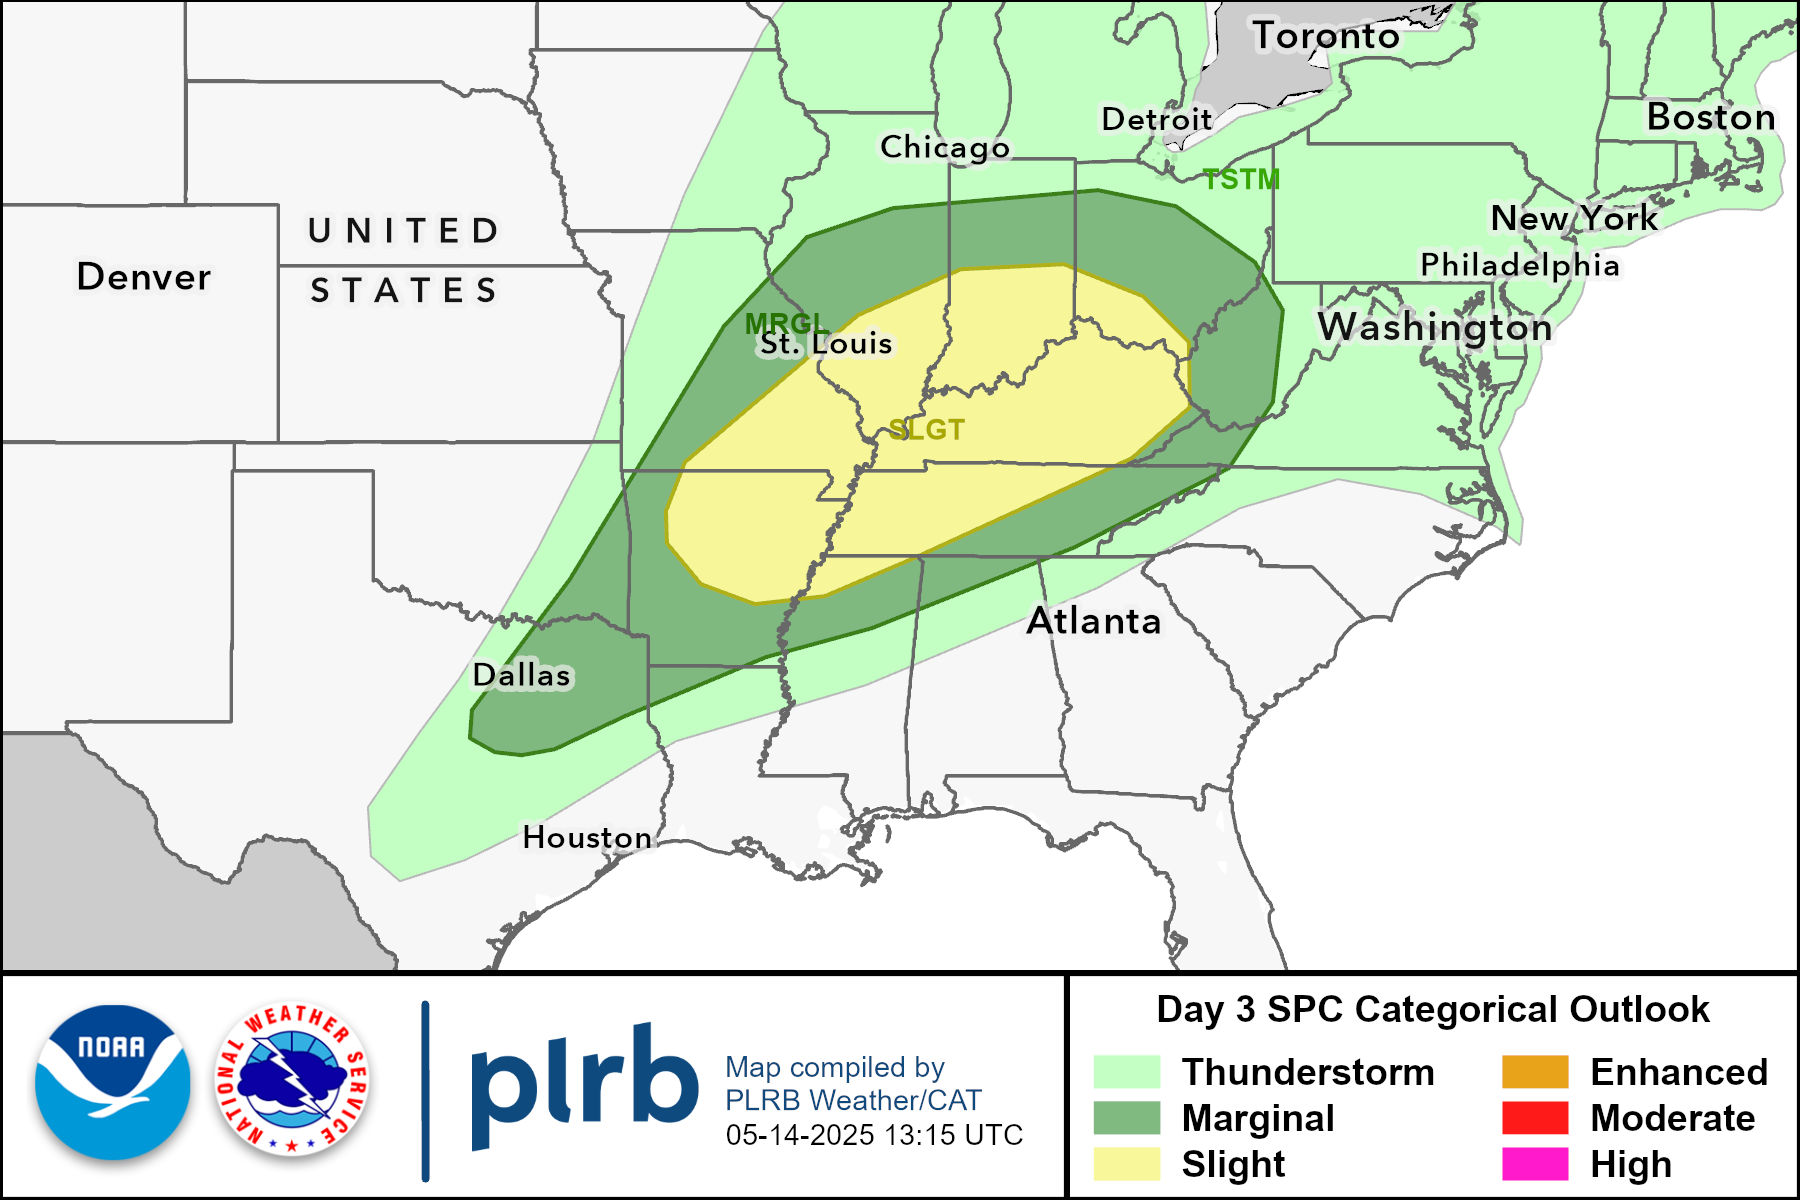 Toronto
Boston
Detroit
Chicago
TSTM
New York
UNITED
STATES
Denver
Philadelphia
MRGL
St. Louis
Washington
SLGT
Atlanta
Dallas
Houston
NOAA
NATIONAL WEATHER SERVICE
plrb
Map compiled by
PLRB Weather/CAT
05-14-2025 13:15 UTC
Day 3 SPC Categorical Outlook
Thunderstorm
Enhanced
Marginal
Moderate
Slight
High